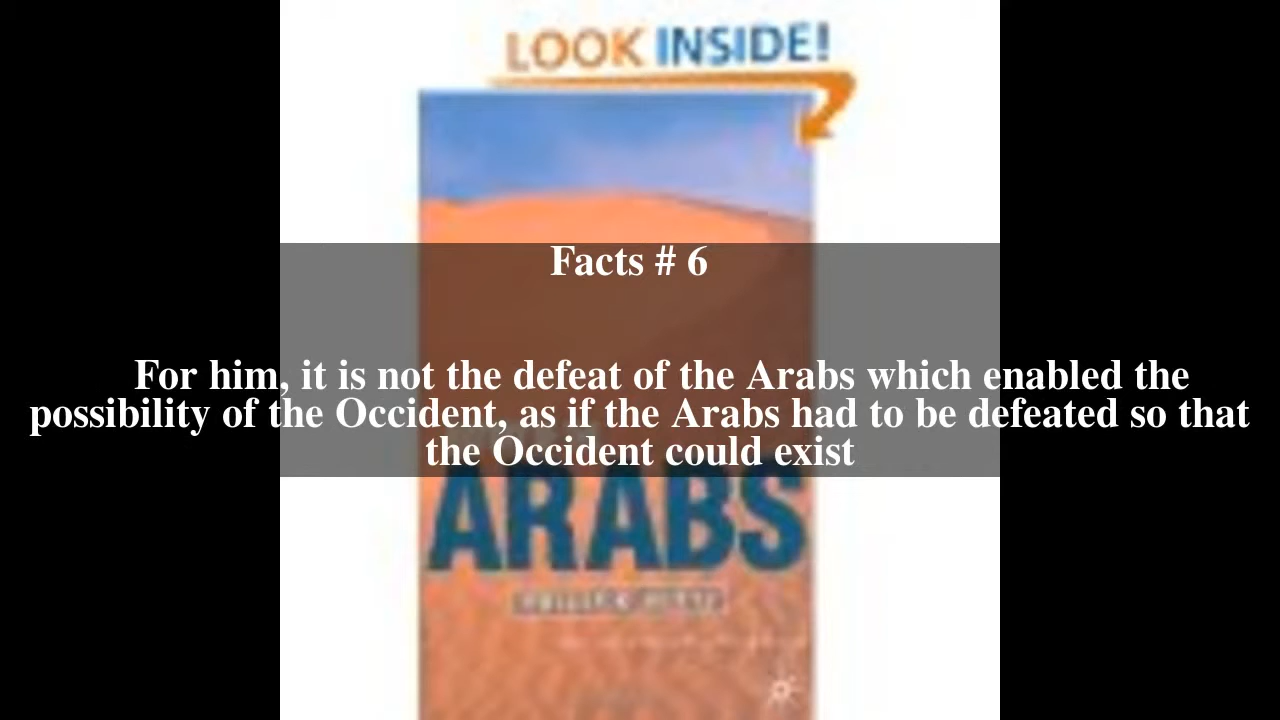 LOOK INSIDE!
Facts # 6
For him, it is not the defeat of the Arabs which enabled the
possibility of the Occident, as if the Arabs had to be defeated so that
the Occident could exist
ARABS